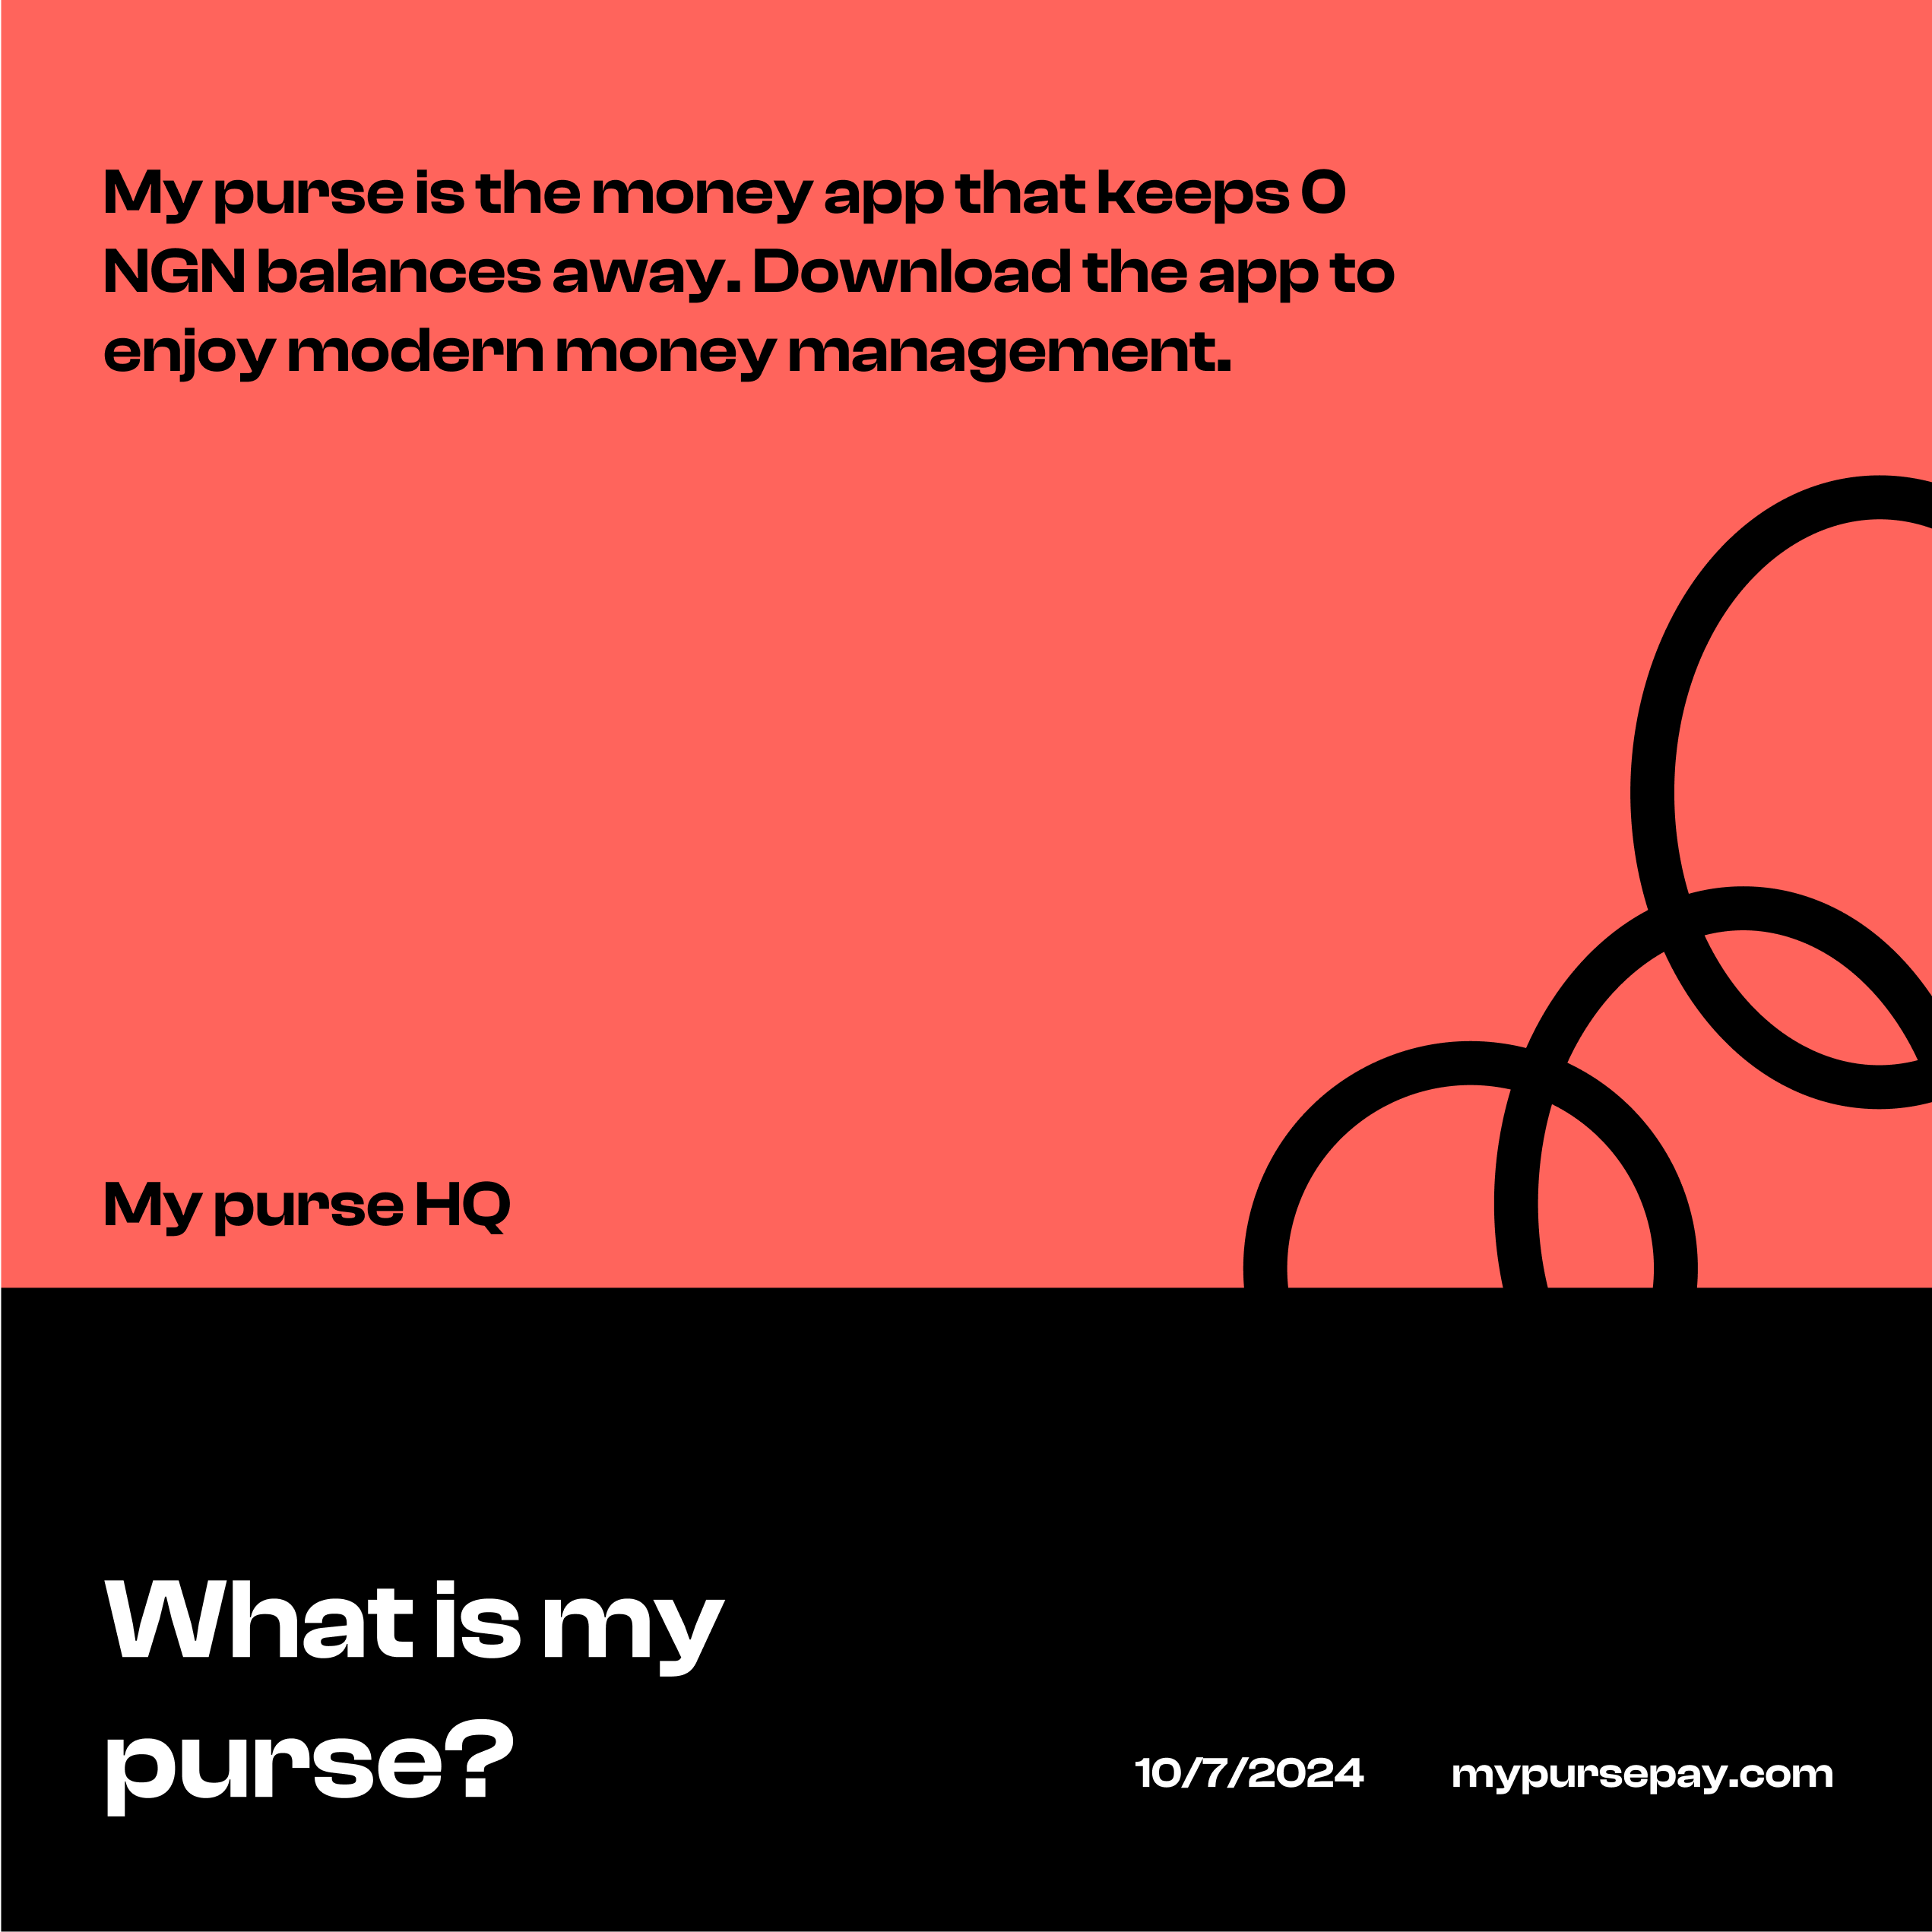 My purse is the money app that keeps O
NGN balances away. Download the app to
enjoy modern money management.
My purse HQ
What is my
purse?
10/7/2024
mypursepay.com